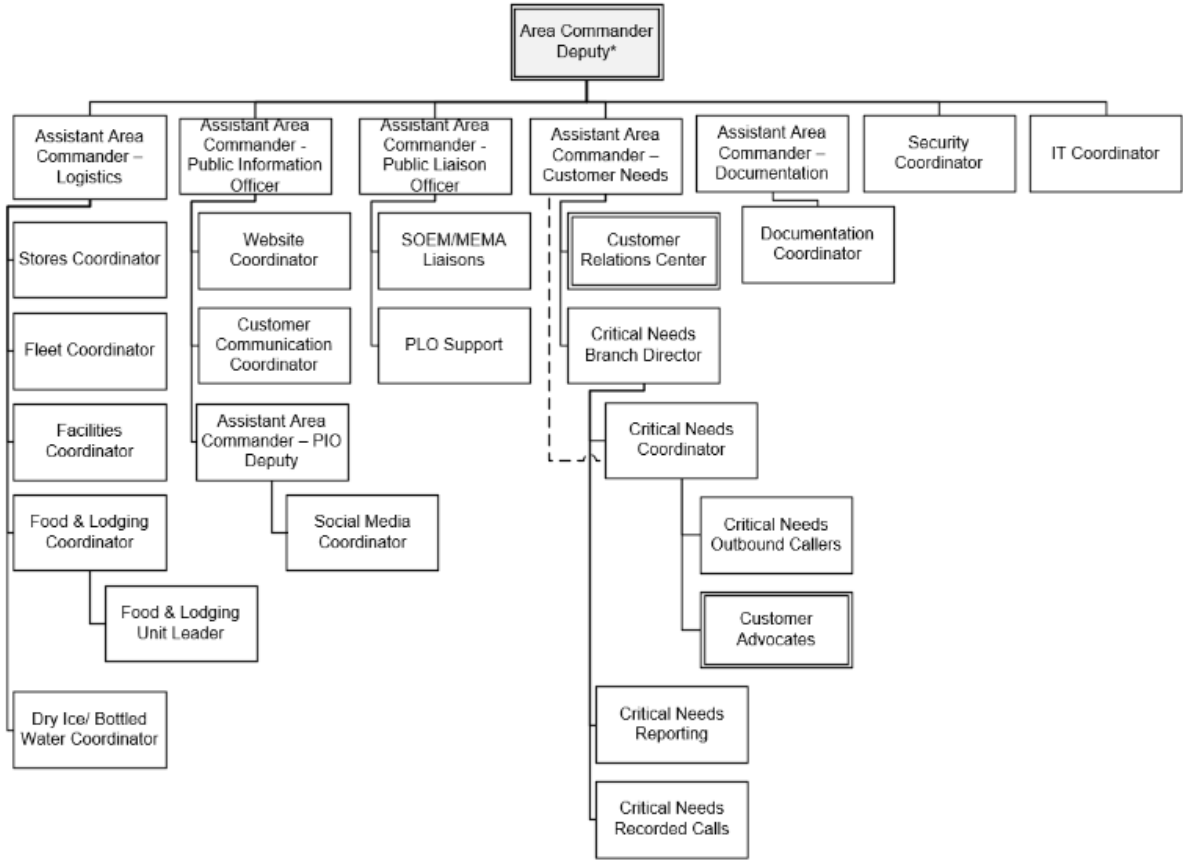 Area Commander
Deputy*
Assistant Area
Commander –
Logistics
Assistant Area
Commander -
Public Information
Officer
Assistant Area
Commander -
Public Liaison
Officer
Assistant Area
Commander –
Customer Needs
Assistant Area
Commander –
Documentation
Security
Coordinator
IT Coordinator
Stores Coordinator
Website
Coordinator
SOEM/MEMA
Liaisons
Customer
Relations Center
Documentation
Coordinator
Fleet Coordinator
Customer
Communication
Coordinator
PLO Support
Critical Needs
Branch Director
Facilities
Coordinator
Assistant Area
Commander – PIO
Deputy
Critical Needs
Coordinator
Food & Lodging
Coordinator
Social Media
Coordinator
Critical Needs
Outbound Callers
Food & Lodging
Unit Leader
Customer
Advocates
Dry Ice/ Bottled
Water Coordinator
Critical Needs
Reporting
Critical Needs
Recorded Calls